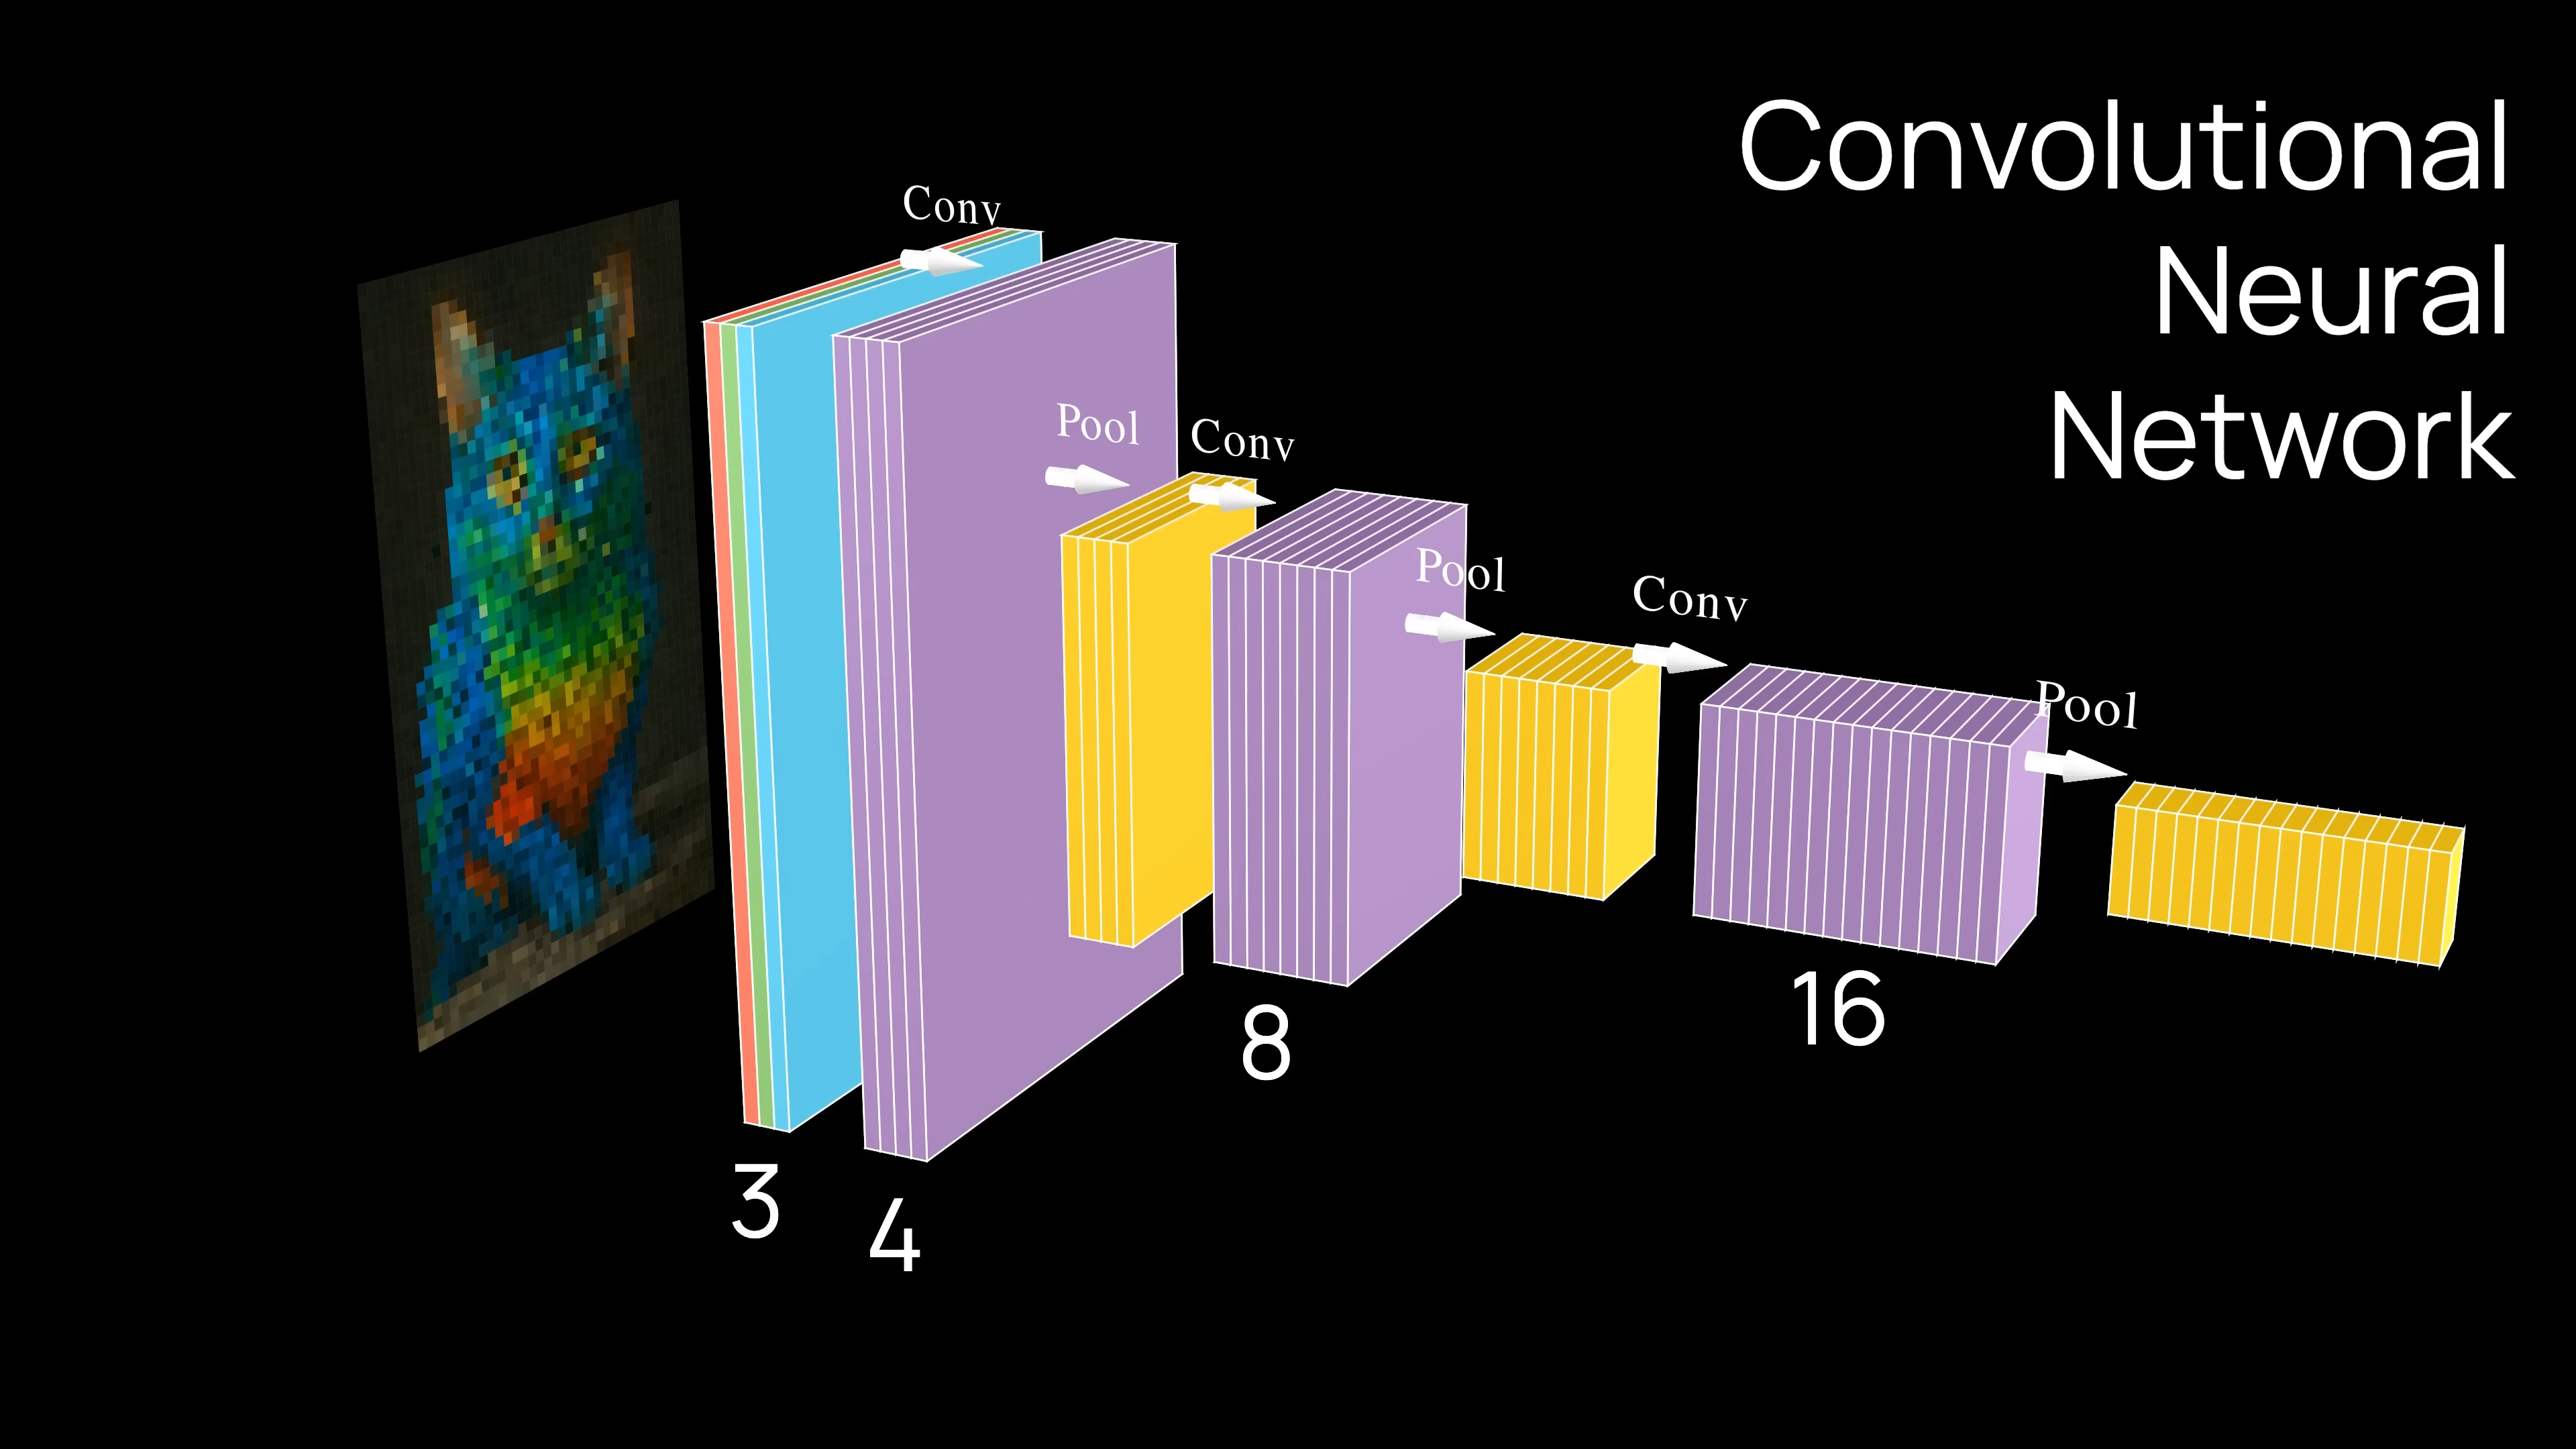 Convolutional
Neural
Network
Conv
Pool
Conv
Pool
Conv
Pool
3
4
8
16